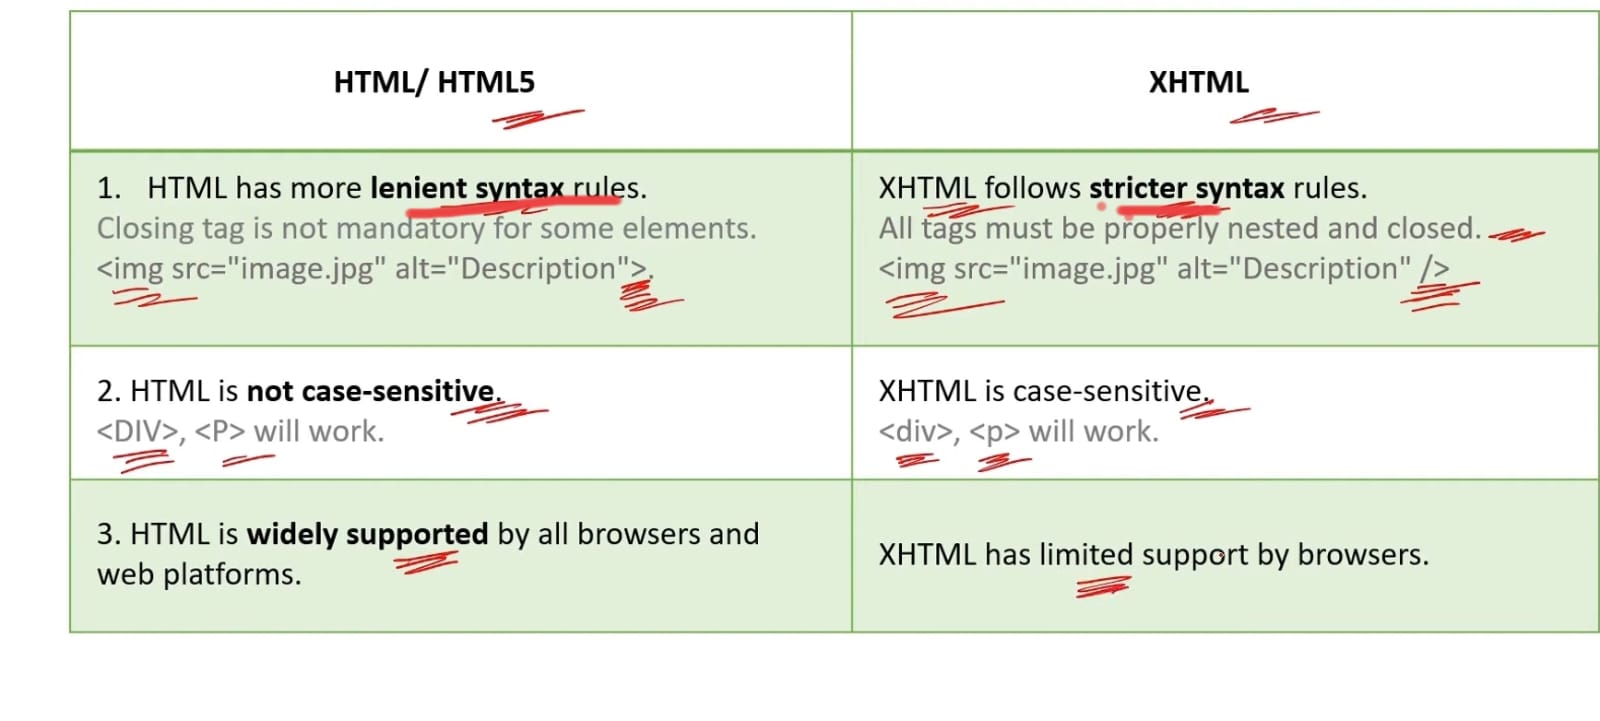 HTML/ HTML5
XHTML
1. HTML has more lenient syntax rules.
Closing tag is not mandatory for some elements.
<img src="image.jpg" alt="Description">.
XHTML follows stricter syntax rules.
All tags must be properly nested and closed.
<img src="image.jpg" alt="Description" />
2. HTML is not case-sensitive.
<DIV>, <P> will work.
XHTML is case-sensitive.
<div>, <p> will work.
3. HTML is widely supported by all browsers and
web platforms.
XHTML has limited support by browsers.